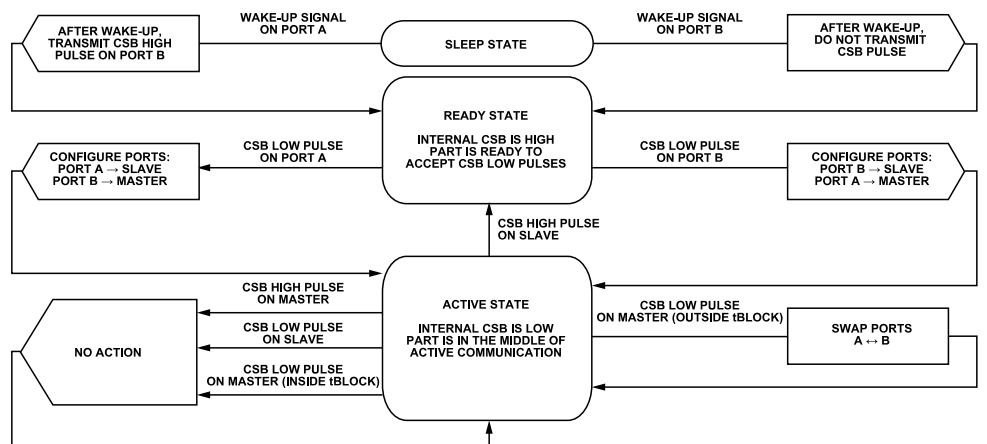 AFTER WAKE-UP,
TRANSMIT CSB HIGH
PULSE ON PORT B
WAKE-UP SIGNAL
ON PORT A
SLEEP STATE
WAKE-UP SIGNAL
ON PORT B
AFTER WAKE-UP,
DO NOT TRANSMIT
CSB PULSE
READY STATE
INTERNAL CSB IS HIGH
PART IS READY TO
ACCEPT CSB LOW PULSES
CONFIGURE PORTS:
PORT A → SLAVE
PORT B → MASTER
CSB LOW PULSE
ON PORT A
CSB LOW PULSE
ON PORT B
CONFIGURE PORTS:
PORT B → SLAVE
PORT A → MASTER
CSB HIGH PULSE
ON SLAVE
NO ACTION
CSB HIGH PULSE
ON MASTER
CSB LOW PULSE
ON SLAVE
CSB LOW PULSE
ON MASTER (INSIDE tBLOCK)
ACTIVE STATE
INTERNAL CSB IS LOW
PART IS IN THE MIDDLE OF
ACTIVE COMMUNICATION
CSB LOW PULSE
ON MASTER (OUTSIDE tBLOCK)
SWAP PORTS
A ↔ B